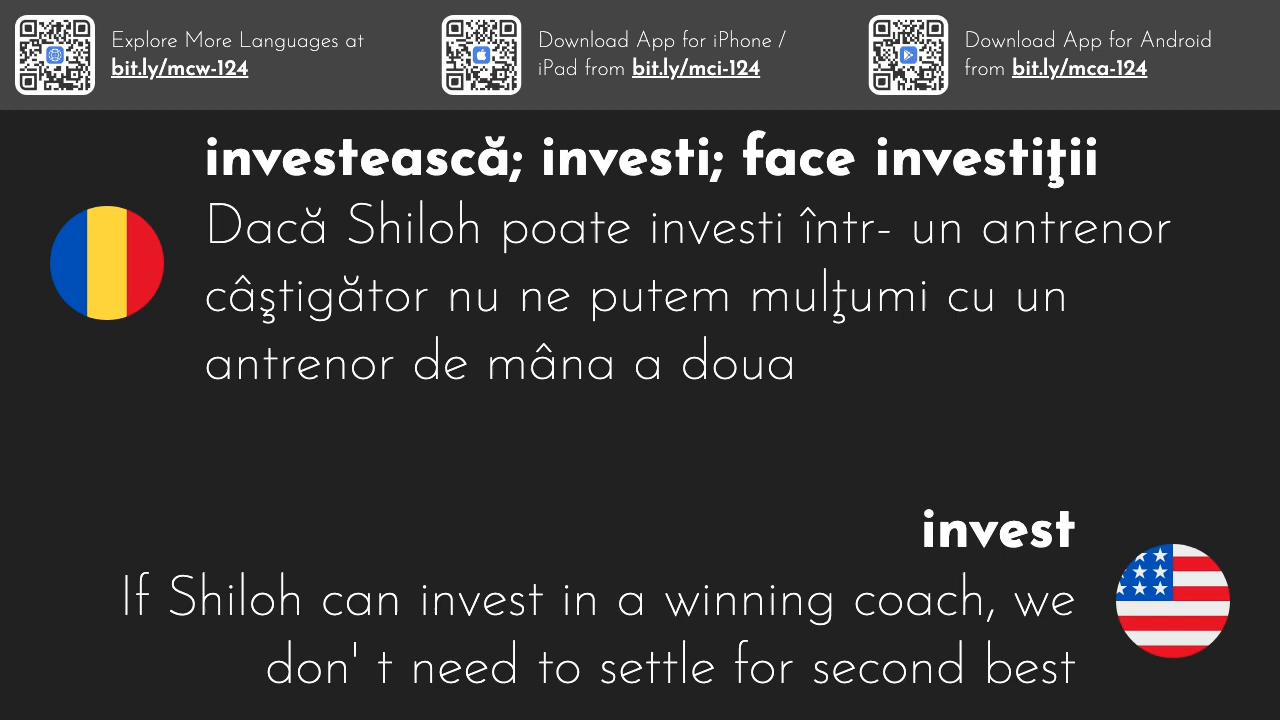 Explore More Languages at
bit.ly/mcw-124
Download App for iPhone /
iPad from bit.ly/mci-124
Download App for Android
from bit.ly/mca-124
investească; investi; face investiţii
Dacă Shiloh poate investi într- un antrenor
câştigător nu ne putem mulţumi cu un
antrenor de mâna a doua
invest
If Shiloh can invest in a winning coach, we
don' t need to settle for second best